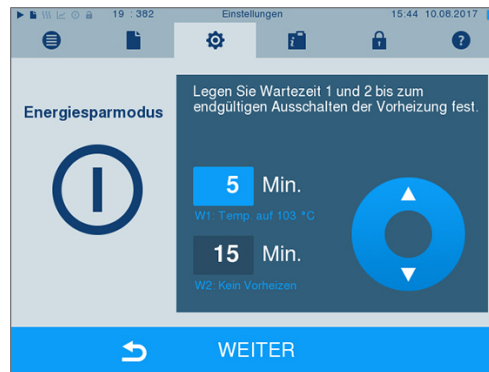 19 : 382 Einstellungen 15:44 10.08.2017
Energiesparmodus
Legen Sie Wartezeit 1 und 2 bis zum
endgültigen Ausschalten der Vorheizung fest.
5 Min.
W1: Temp. auf 103 °C
15 Min.
W2: Kein Vorheizen
WEITER